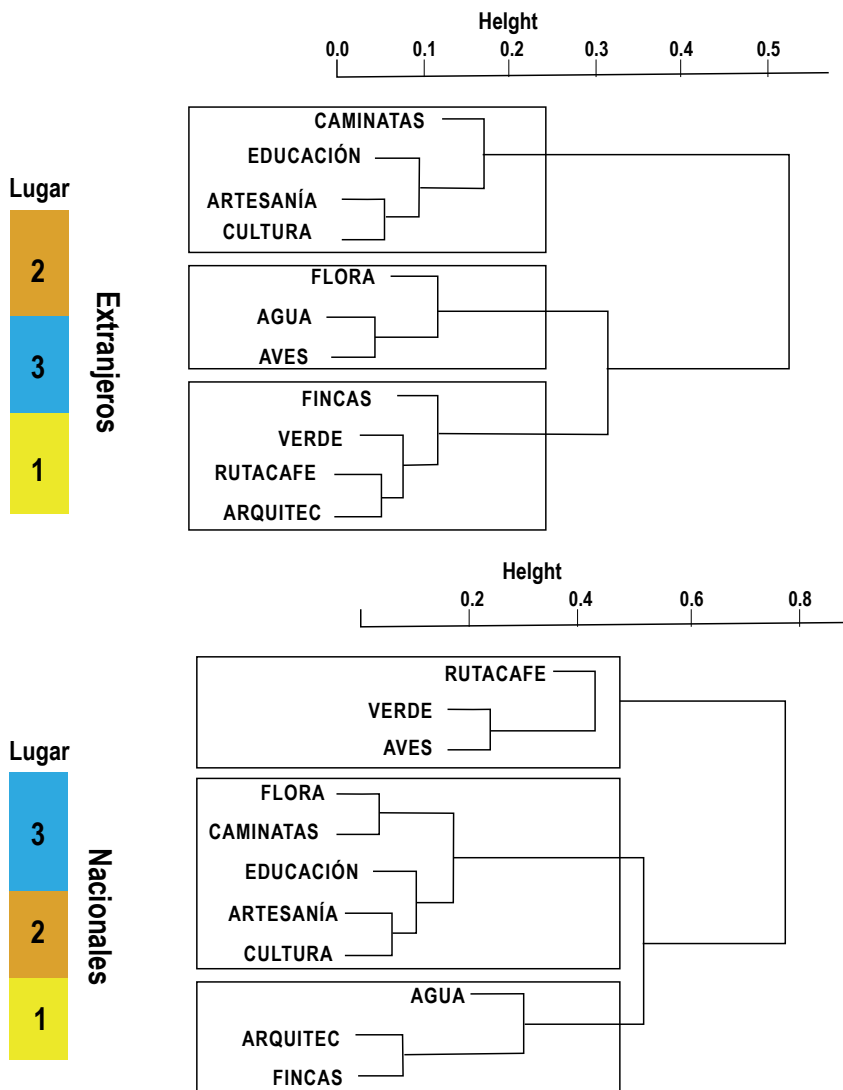 Helght
0.0 0.1 0.2 0.3 0.4 0.5
CAMINATAS
EDUCACIÓN
Lugar
ARTESANÍA
CULTURA
2
FLORA
Extranjeros
AGUA
3
AVES
FINCAS
VERDE
1
RUTACAFE
ARQUITEC
Helght
0.2 0.4 0.6 0.8
RUTACAFE
VERDE
Lugar
AVES
FLORA
3
CAMINATAS
Nacionales
EDUCACIÓN
ARTESANÍA
2
CULTURA
AGUA
1
ARQUITEC
FINCAS